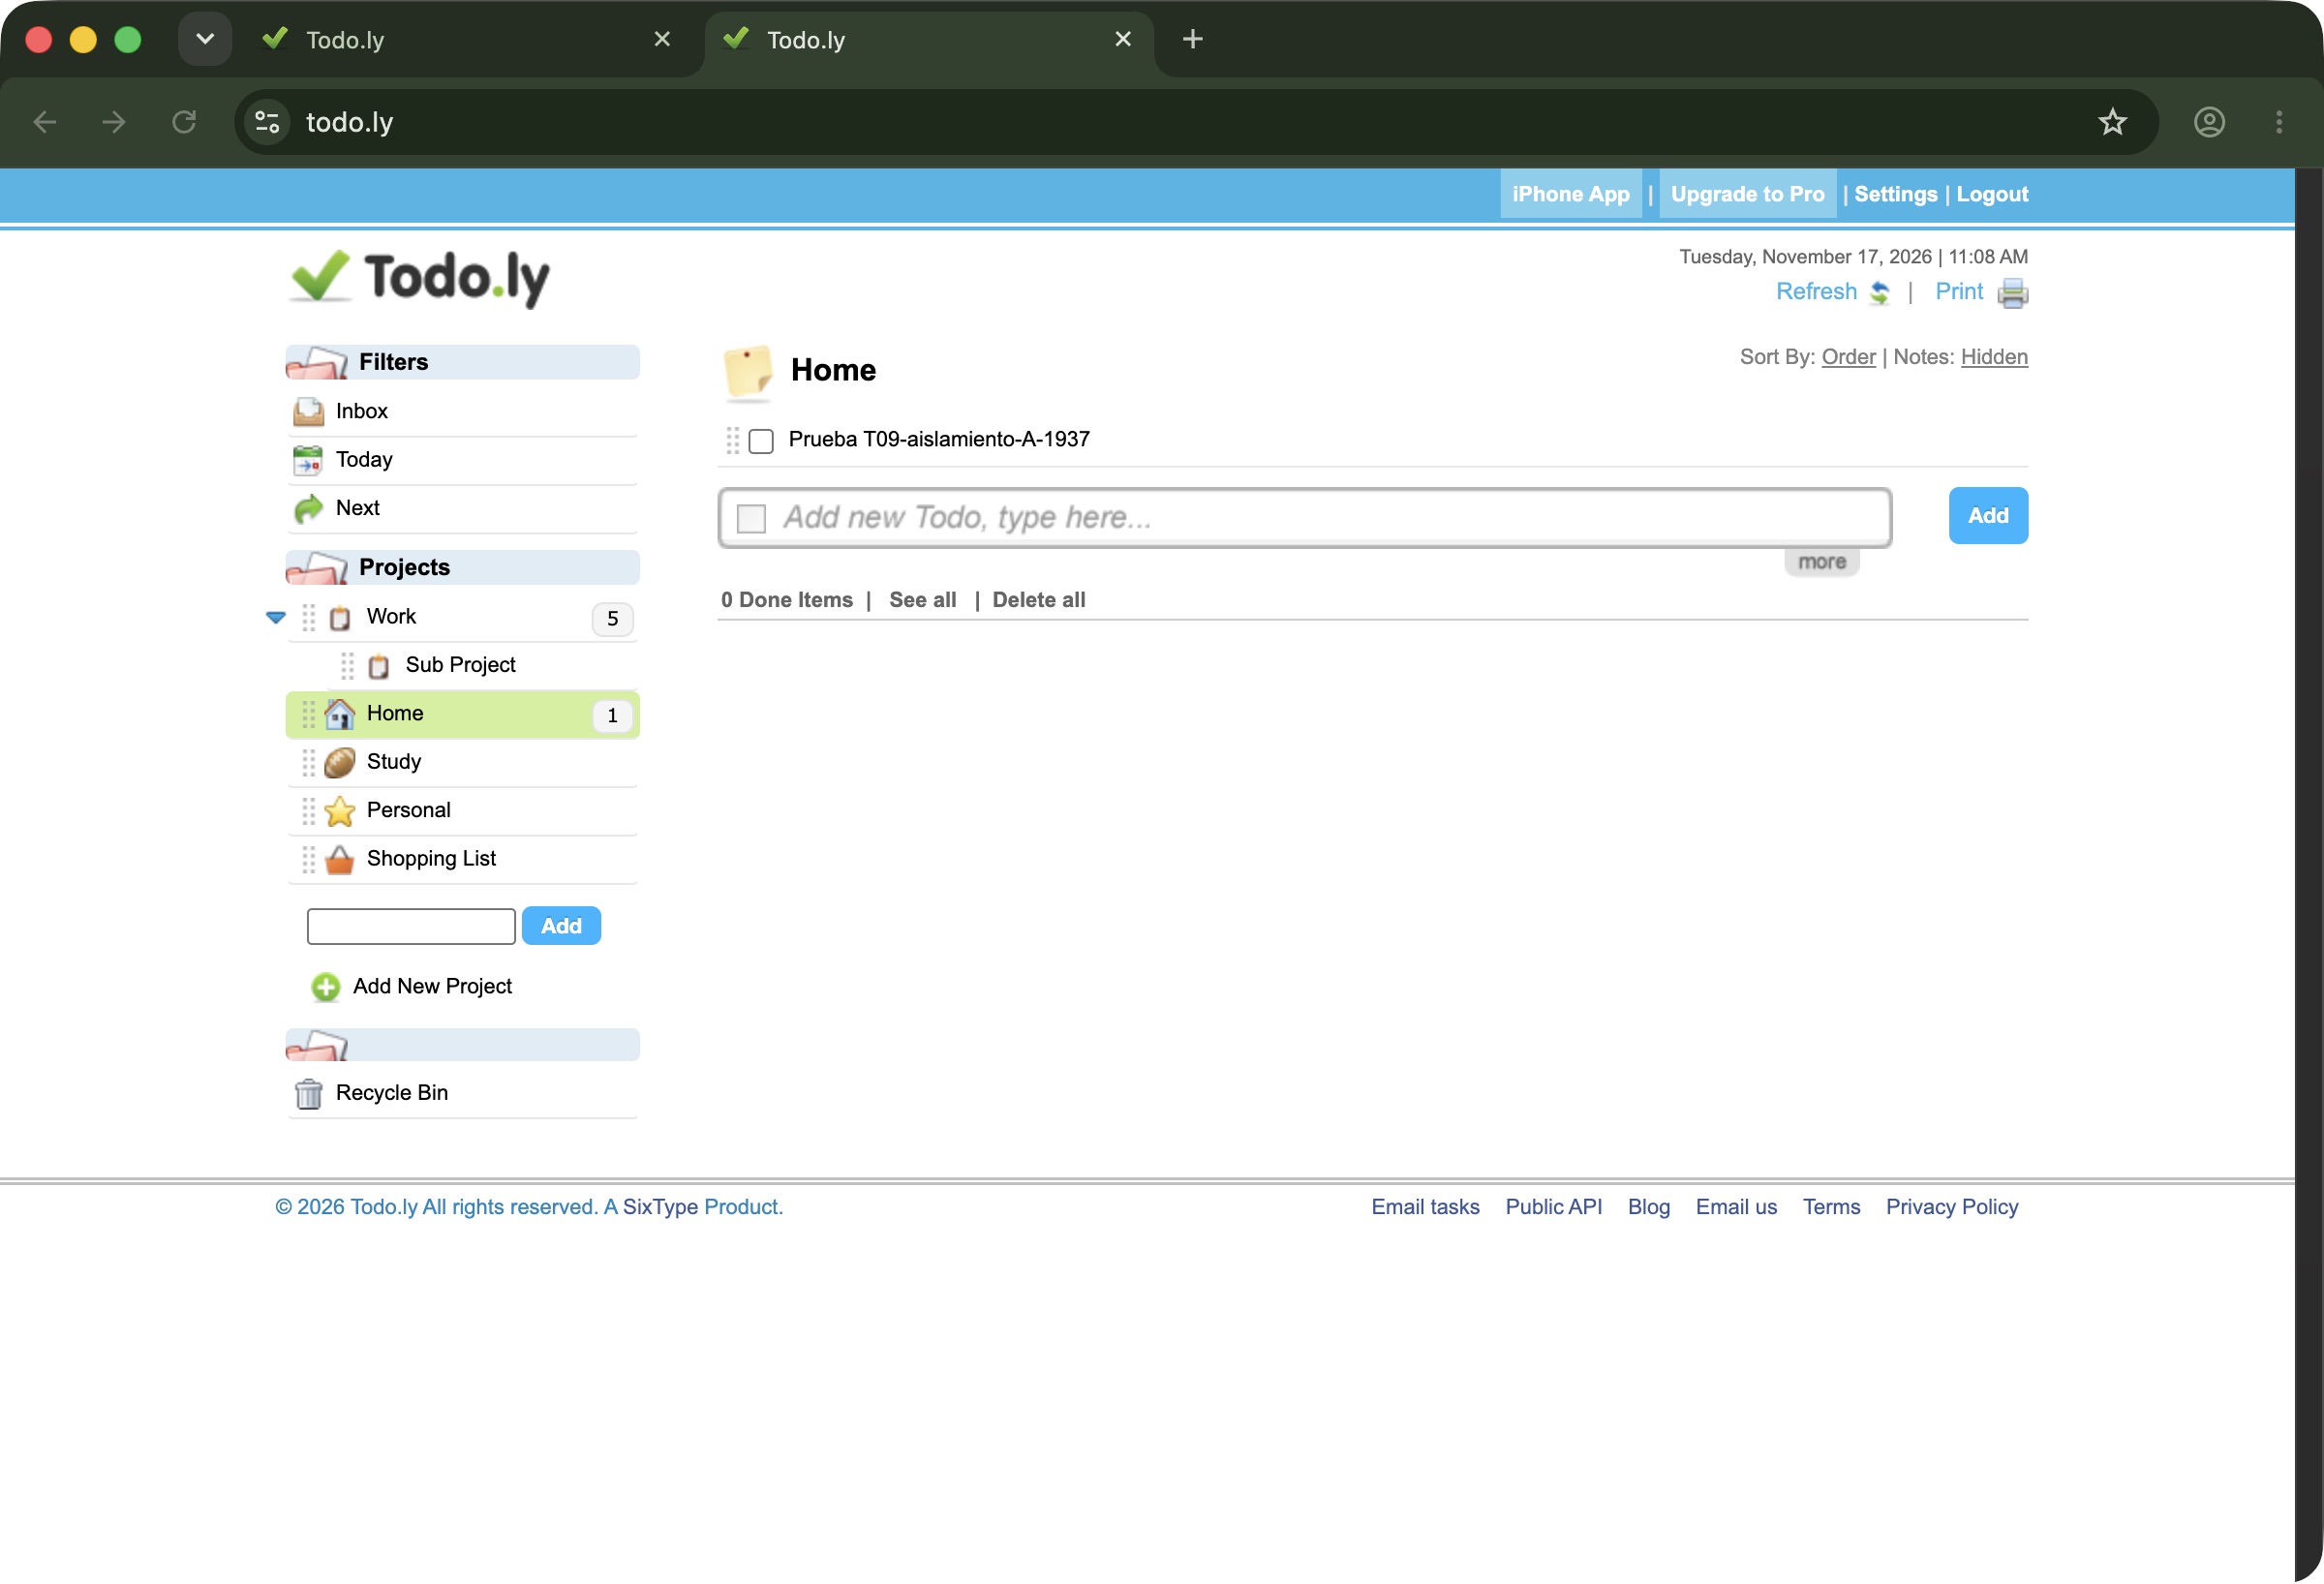 Todo.ly
Todo.ly
todo.ly
iPhone App | Upgrade to Pro | Settings | Logout
Todo.ly
Tuesday, November 17, 2026 | 11:08 AM
Refresh | Print
Filters
Inbox
Today
Next
Projects
Work 5
Sub Project
Home 1
Study
Personal
Shopping List
Add
Add New Project
Recycle Bin
Home
Sort By: Order | Notes: Hidden
Prueba T09-aislamiento-A-1937
Add new Todo, type here...
Add
more
0 Done Items | See all | Delete all
© 2026 Todo.ly All rights reserved. A SixType Product.
Email tasks Public API Blog Email us Terms Privacy Policy